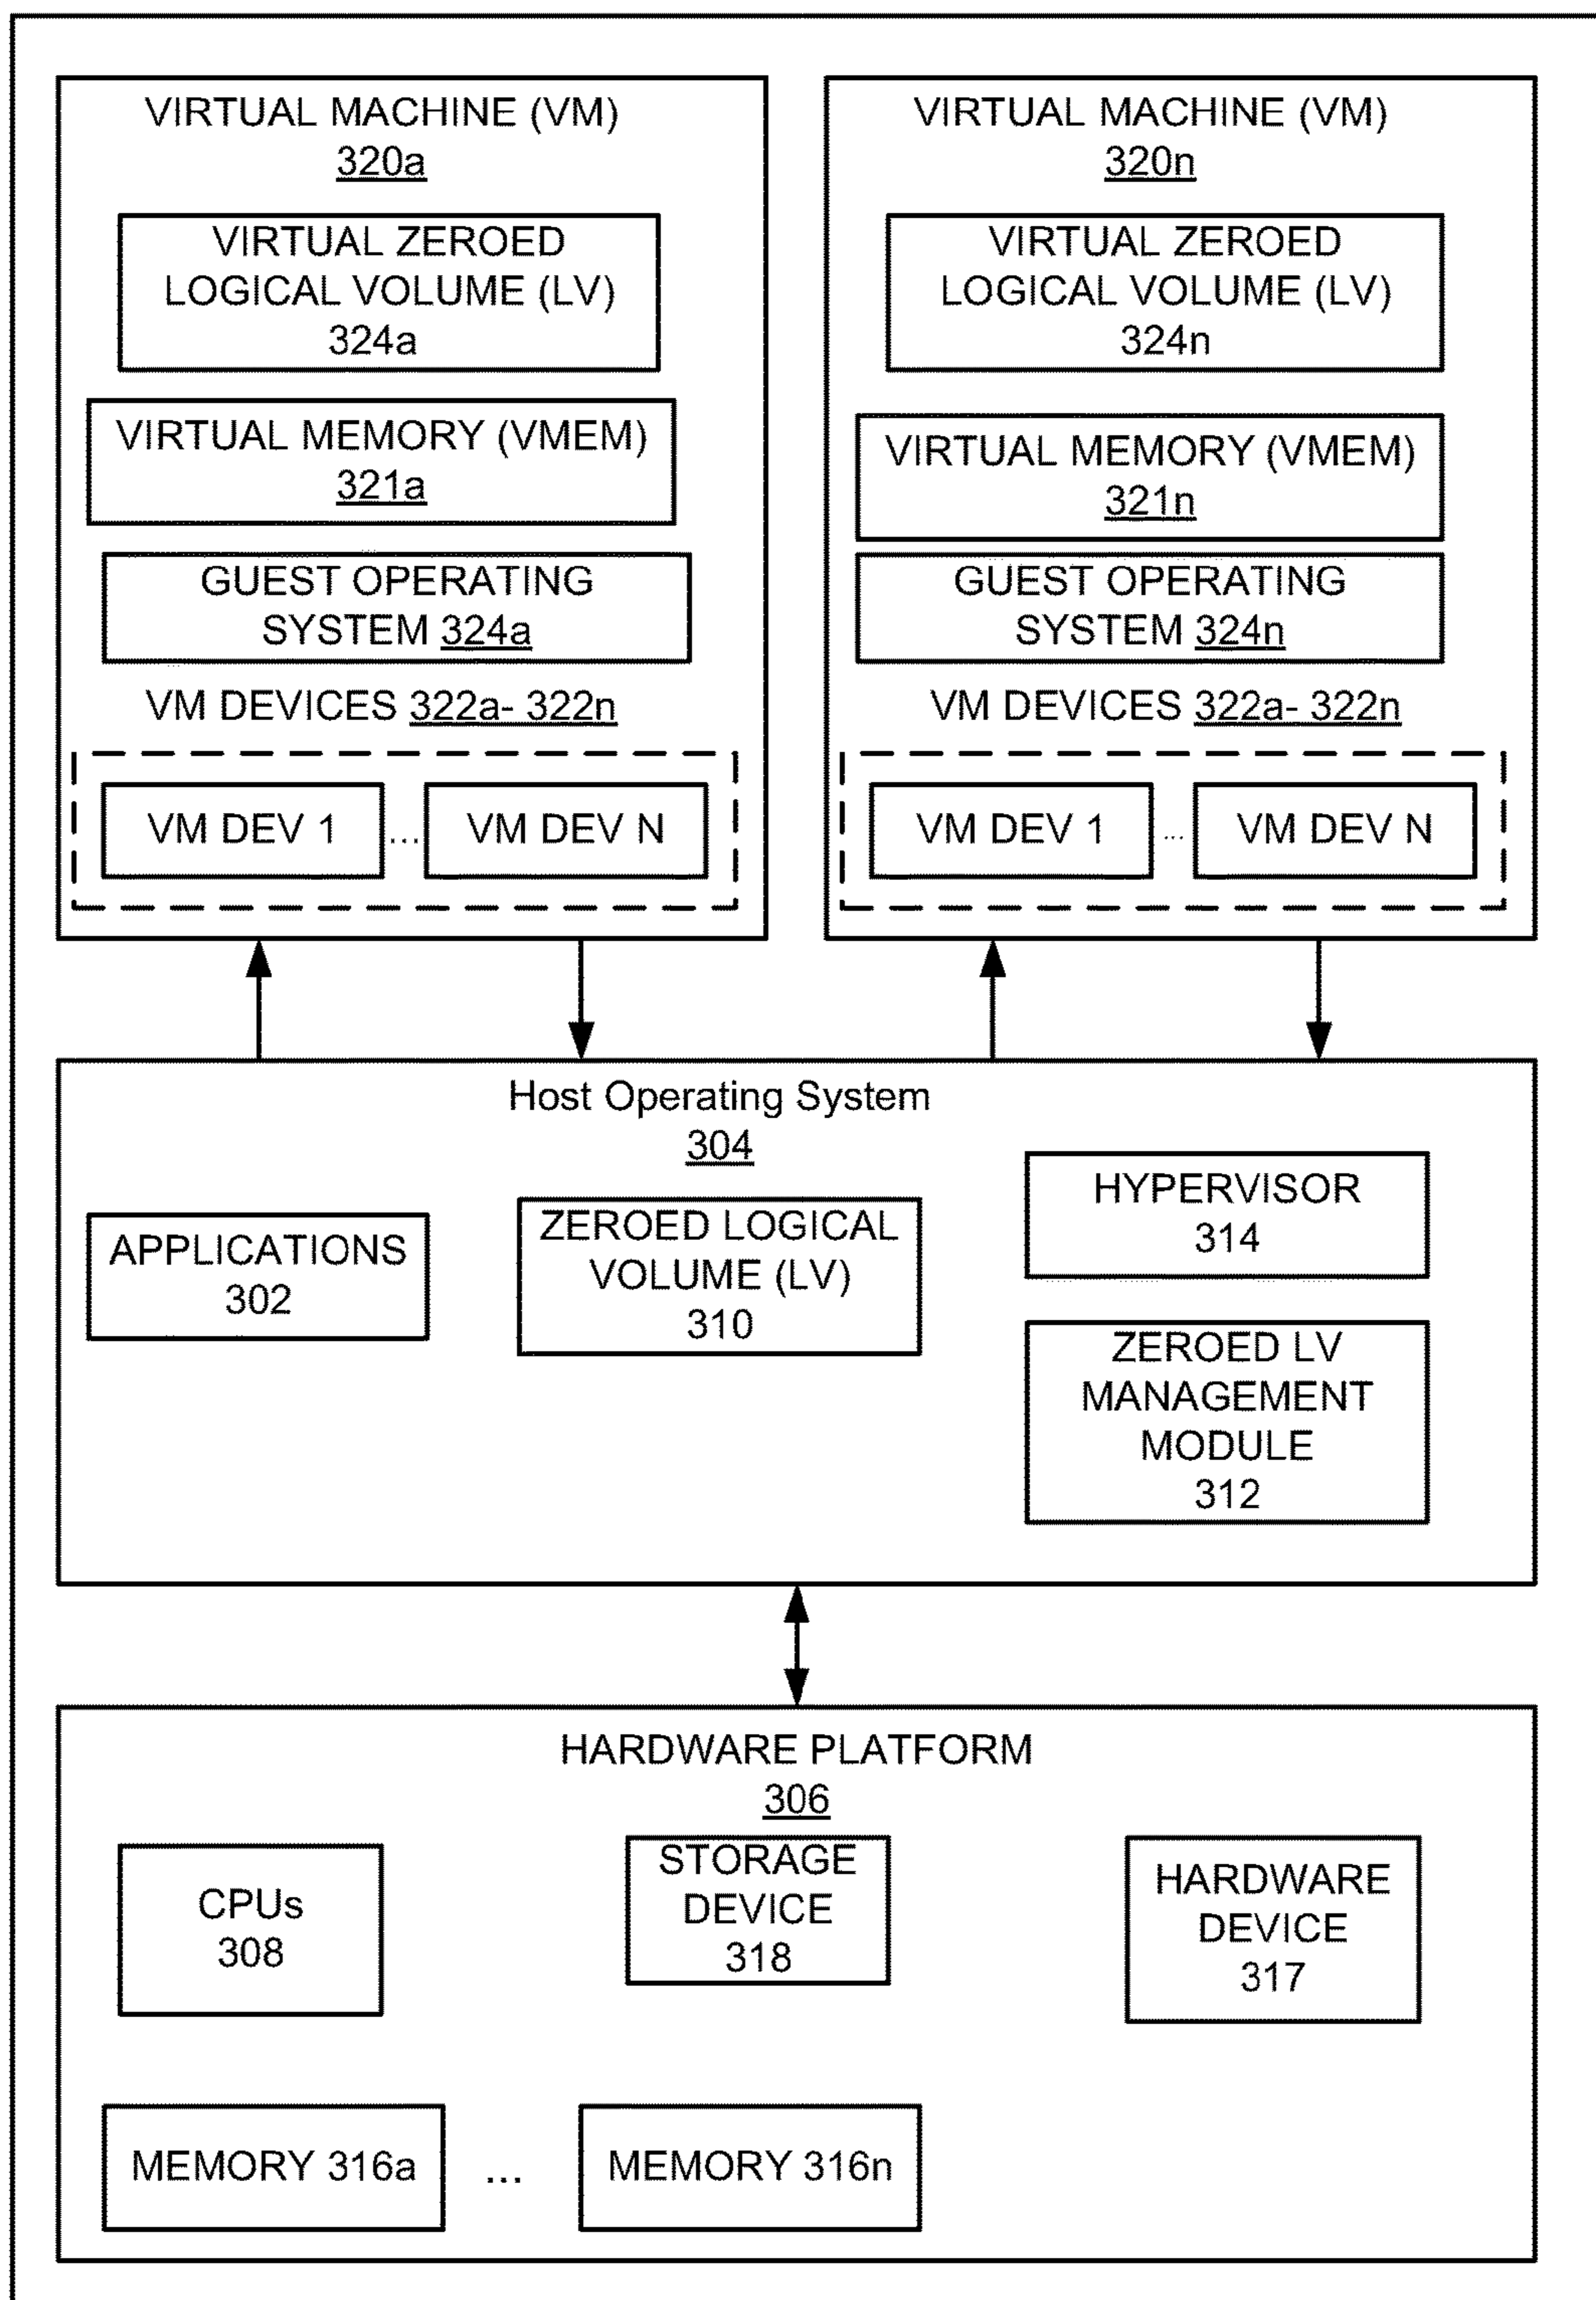 VIRTUAL MACHINE (VM)
320a
VIRTUAL ZEROED
LOGICAL VOLUME (LV)
324a
VIRTUAL MEMORY (VMEM)
321a
GUEST OPERATING
SYSTEM 324a
VM DEVICES 322a- 322n
VM DEV 1
...
VM DEV N
VIRTUAL MACHINE (VM)
320n
VIRTUAL ZEROED
LOGICAL VOLUME (LV)
324n
VIRTUAL MEMORY (VMEM)
321n
GUEST OPERATING
SYSTEM 324n
VM DEVICES 322a- 322n
VM DEV 1
...
VM DEV N
Host Operating System
304
APPLICATIONS
302
ZEROED LOGICAL
VOLUME (LV)
310
HYPERVISOR
314
ZEROED LV
MANAGEMENT
MODULE
312
HARDWARE PLATFORM
306
CPUs
308
STORAGE
DEVICE
318
HARDWARE
DEVICE
317
MEMORY 316a
...
MEMORY 316n